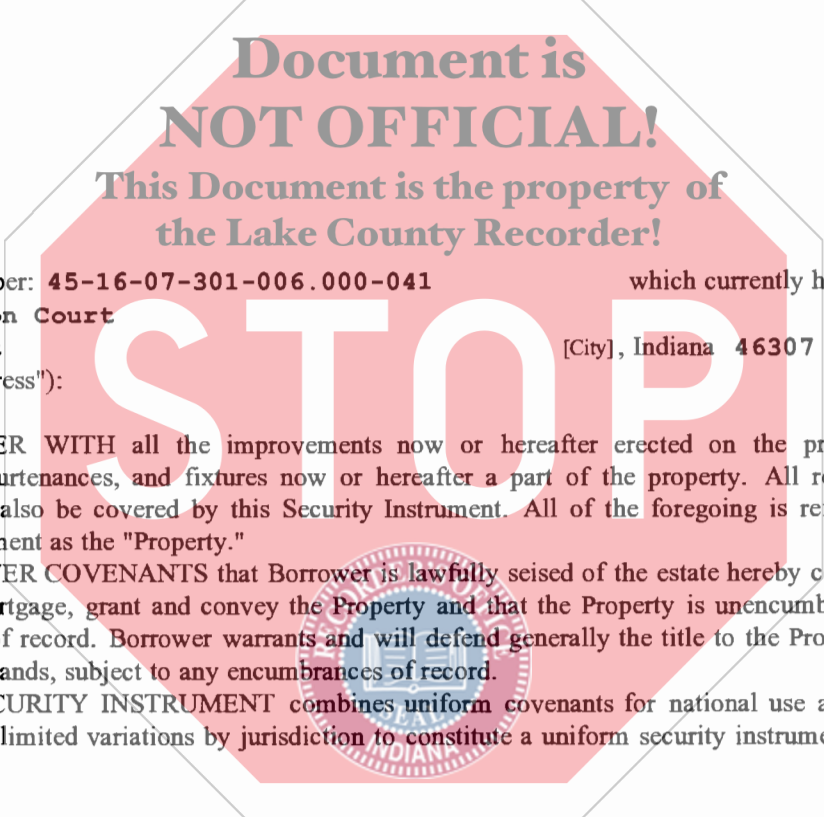 Document is
NOT OFFICIAL!
This Document is the property of
the Lake County Recorder!
er: 45-16-07-301-006.000-041 which currently h
n Court
[City], Indiana 46307
ess"):
STOP
ER WITH all the improvements now or hereafter erected on the pr
urtenances, and fixtures now or hereafter a part of the property. All r
also be covered by this Security Instrument. All of the foregoing is re
ent as the "Property."
ER COVENANTS that Borrower is lawfully seised of the estate hereby c
rtgage, grant and convey the Property and that the Property is unencumb
f record. Borrower warrants and will defend generally the title to the Pro
ands, subject to any encumbrances of record.
CURITY INSTRUMENT combines uniform covenants for national use a
limited variations by jurisdiction to constitute a uniform security instrume
RECORDER'S OFFICE
SEAL
INDIANA